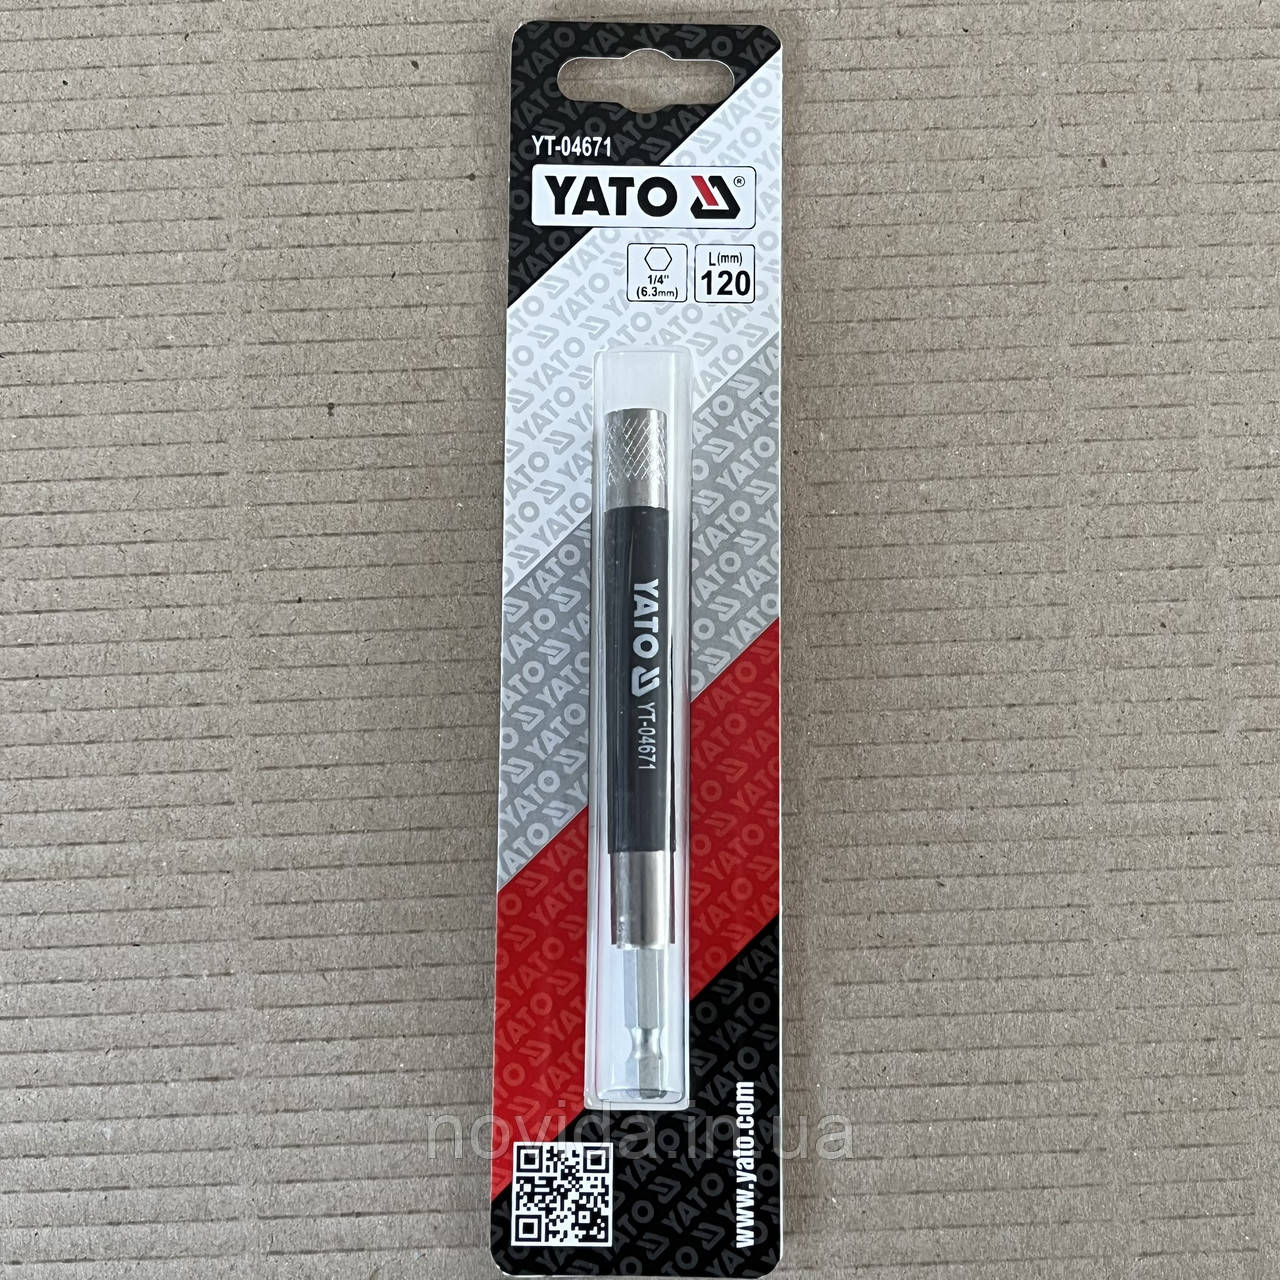 YT-04671
YATO ®
1/4"
(6.3mm)
L(mm)
120
YATO YT-04671
novida.in.ua
www.yato.com